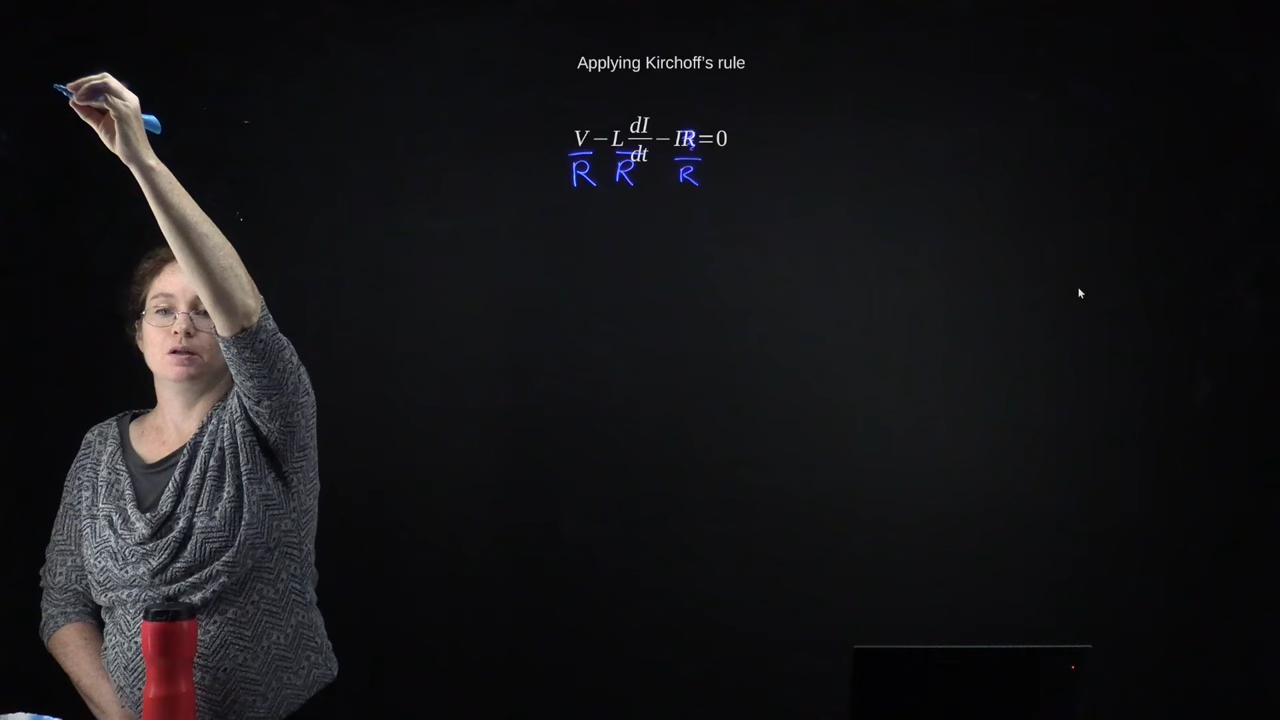 Applying Kirchoff's rule
V − L dI/dt − IR = 0
R R R